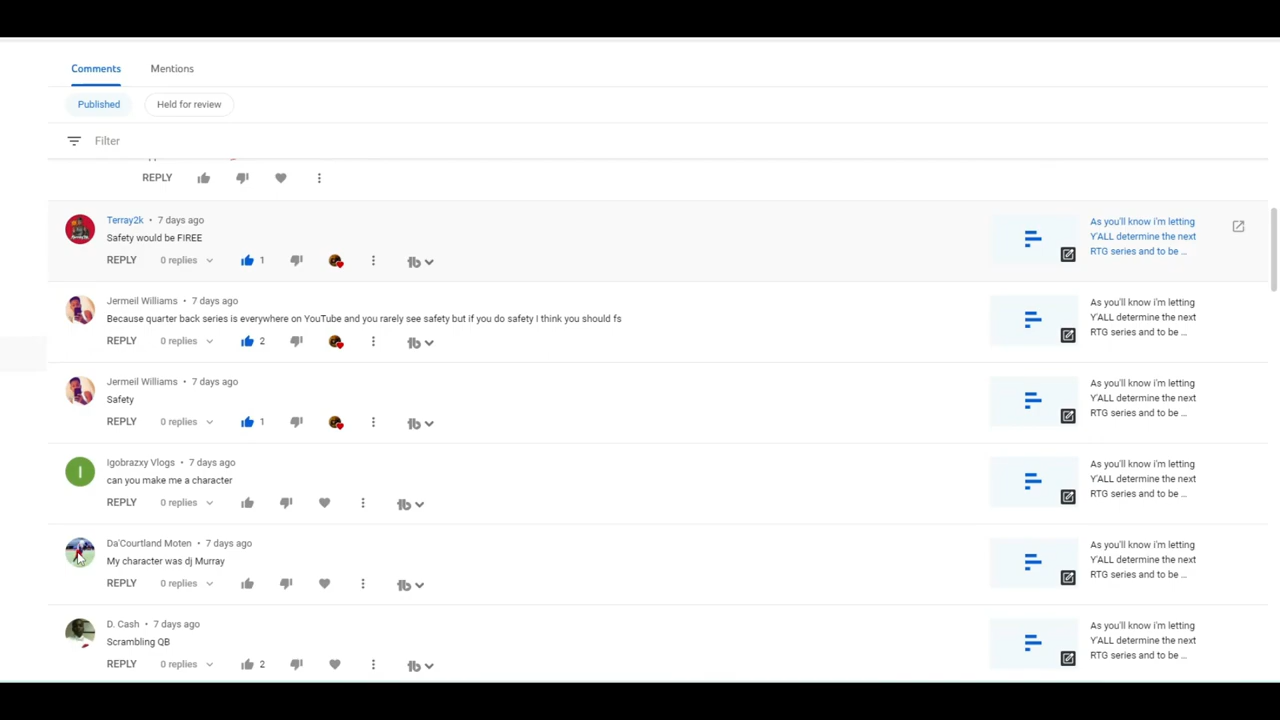 Comments Mentions
Published Held for review
Filter
REPLY
Terray2k • 7 days ago
Safety would be FIREE
REPLY 0 replies 1
As you'll know i'm letting
Y'ALL determine the next
RTG series and to be ...
Jermeil Williams • 7 days ago
Because quarter back series is everywhere on YouTube and you rarely see safety but if you do safety I think you should fs
REPLY 0 replies 2
As you'll know i'm letting
Y'ALL determine the next
RTG series and to be ...
Jermeil Williams • 7 days ago
Safety
REPLY 0 replies 1
As you'll know i'm letting
Y'ALL determine the next
RTG series and to be ...
I
Igobrazxy Vlogs • 7 days ago
can you make me a character
REPLY 0 replies
As you'll know i'm letting
Y'ALL determine the next
RTG series and to be ...
Da'Courtland Moten • 7 days ago
My character was dj Murray
REPLY 0 replies
As you'll know i'm letting
Y'ALL determine the next
RTG series and to be ...
D. Cash • 7 days ago
Scrambling QB
REPLY 0 replies 2
As you'll know i'm letting
Y'ALL determine the next
RTG series and to be ...